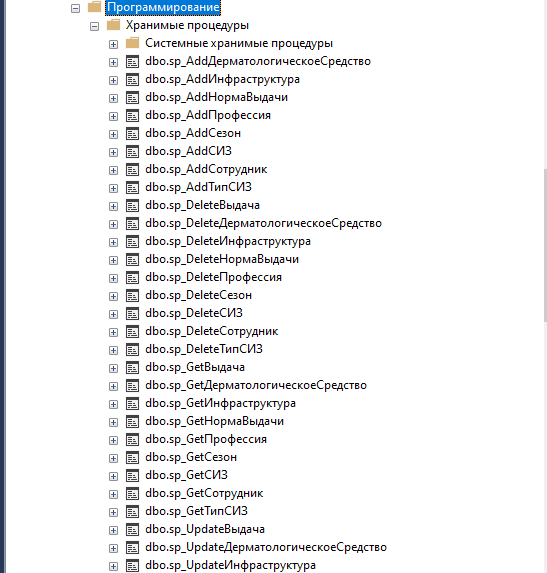 Программирование
Хранимые процедуры
Системные хранимые процедуры
dbo.sp_AddДерматологическоеСредство
dbo.sp_AddИнфраструктура
dbo.sp_AddНормаВыдачи
dbo.sp_AddПрофессия
dbo.sp_AddСезон
dbo.sp_AddСИЗ
dbo.sp_AddСотрудник
dbo.sp_AddТипСИЗ
dbo.sp_DeleteВыдача
dbo.sp_DeleteДерматологическоеСредство
dbo.sp_DeleteИнфраструктура
dbo.sp_DeleteНормаВыдачи
dbo.sp_DeleteПрофессия
dbo.sp_DeleteСезон
dbo.sp_DeleteСИЗ
dbo.sp_DeleteСотрудник
dbo.sp_DeleteТипСИЗ
dbo.sp_GetВыдача
dbo.sp_GetДерматологическоеСредство
dbo.sp_GetИнфраструктура
dbo.sp_GetНормаВыдачи
dbo.sp_GetПрофессия
dbo.sp_GetСезон
dbo.sp_GetСИЗ
dbo.sp_GetСотрудник
dbo.sp_GetТипСИЗ
dbo.sp_UpdateВыдача
dbo.sp_UpdateДерматологическоеСредство
dbo.sp_UpdateИнфраструктура